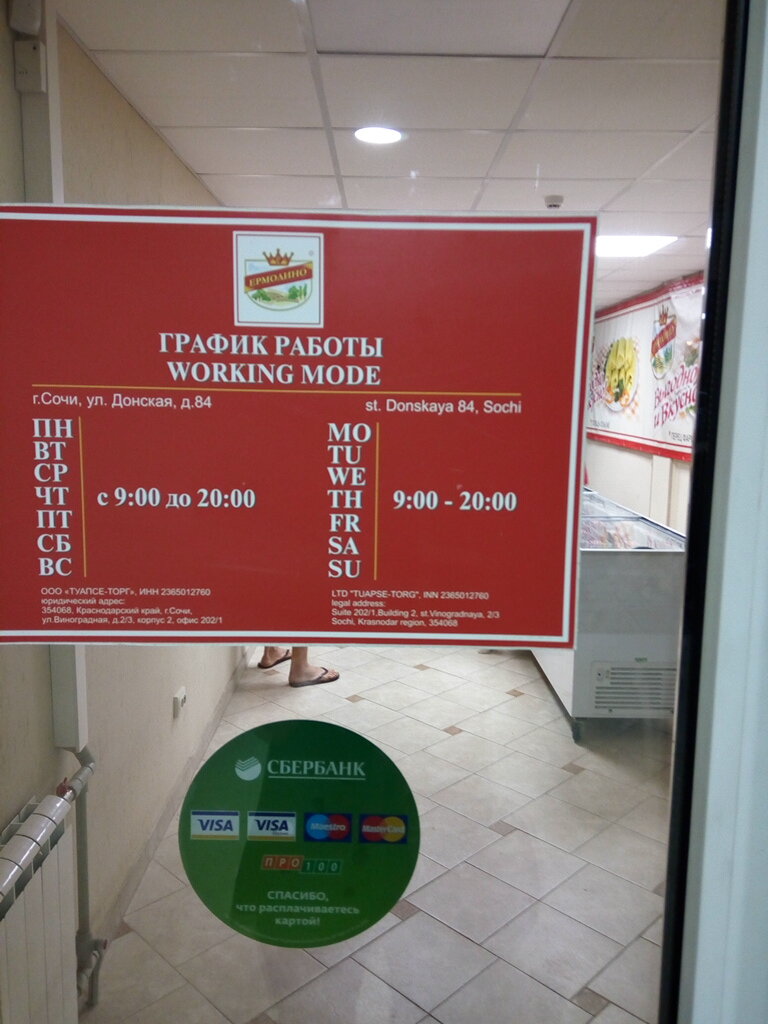 ЕРМОЛИНО
ГРАФИК РАБОТЫ
WORKING MODE
г.Сочи, ул. Донская, д.84
st. Donskaya 84, Sochi
ПН
ВТ
СР
ЧТ
ПТ
СБ
ВС
с 9:00 до 20:00
MO
TU
WE
TH
FR
SA
SU
9:00 - 20:00
ООО «ТУАПСЕ-ТОРГ», ИНН 2365012760
юридический адрес:
354068, Краснодарский край, г.Сочи,
ул.Виноградная, д.2/3, корпус 2, офис 202/1
LTD "TUAPSE-TORG", INN 2365012760
legal address:
Suite 202/1,Building 2, st.Vinogradnaya, 2/3
Sochi, Krasnodar region, 354068
Выгодно
и Вкусно
СБЕРБАНК
VISA
VISA
Maestro
MasterCard
ПРО100
СПАСИБО,
что расплачиваетесь
картой!